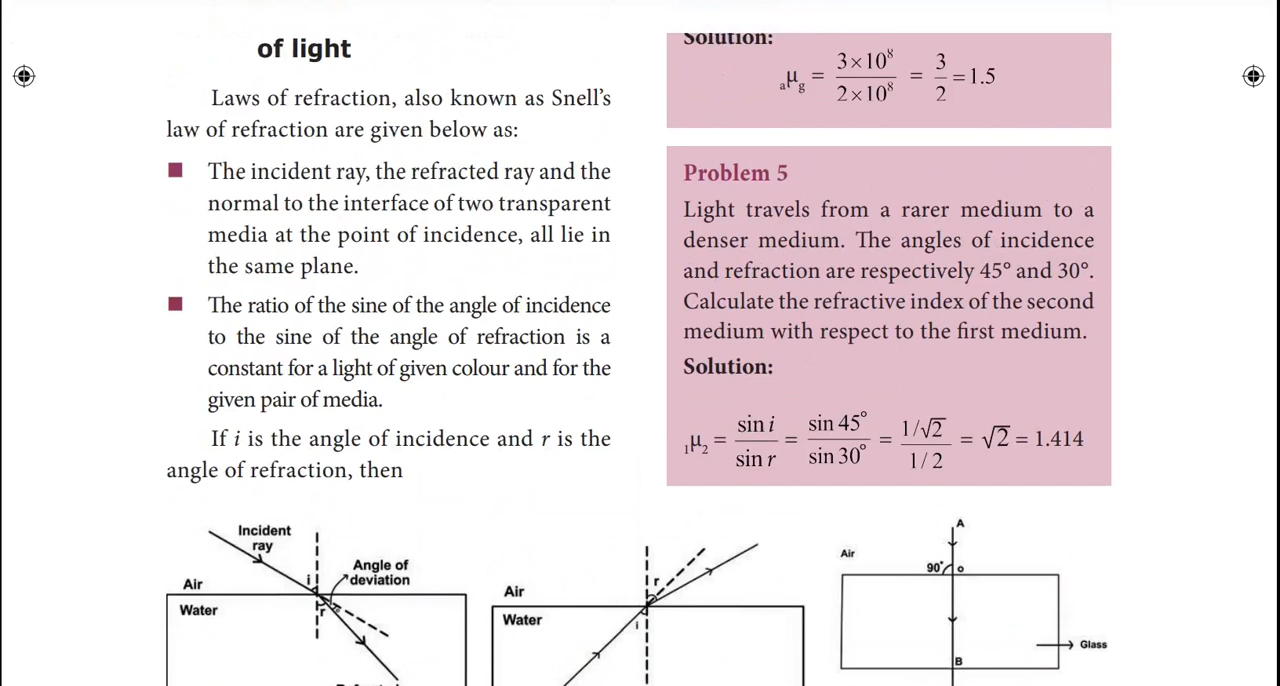 of light
Laws of refraction, also known as Snell's
law of refraction are given below as:
■ The incident ray, the refracted ray and the
normal to the interface of two transparent
media at the point of incidence, all lie in
the same plane.
■ The ratio of the sine of the angle of incidence
to the sine of the angle of refraction is a
constant for a light of given colour and for the
given pair of media.
If i is the angle of incidence and r is the
angle of refraction, then
Solution:
ₐμg = 3×10⁸ / 2×10⁸ = 3/2 = 1.5
Problem 5
Light travels from a rarer medium to a
denser medium. The angles of incidence
and refraction are respectively 45° and 30°.
Calculate the refractive index of the second
medium with respect to the first medium.
Solution:
₁μ₂ = sin i / sin r = sin 45° / sin 30° = 1/√2 / 1/2 = √2 = 1.414
Incident
ray
Angle of
deviation
i
Air
Water
r
Air
Water
r
i
A
Air
90° o
Glass
B